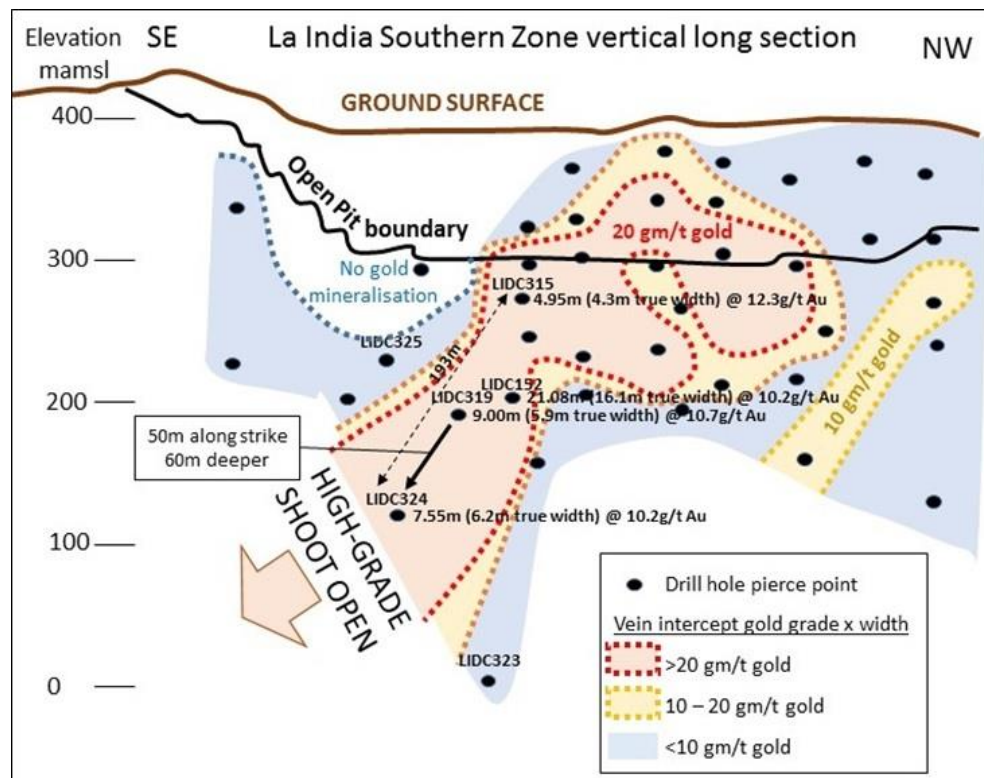 Elevation
mamsl
SE
La India Southern Zone vertical long section
NW
400
GROUND SURFACE
Open Pit boundary
300
20 gm/t gold
No gold
mineralisation
LIDC315
4.95m (4.3m true width) @ 12.3g/t Au
LIDC325
193m
10 gm/t gold
200
LIDC152
21.08m (16.1m true width) @ 10.2g/t Au
LIDC319
9.00m (5.9m true width) @ 10.7g/t Au
50m along strike
60m deeper
LIDC324
7.55m (6.2m true width) @ 10.2g/t Au
100
HIGH-GRADE
SHOOT OPEN
LIDC323
0
Drill hole pierce point
Vein intercept gold grade x width
>20 gm/t gold
10 – 20 gm/t gold
<10 gm/t gold